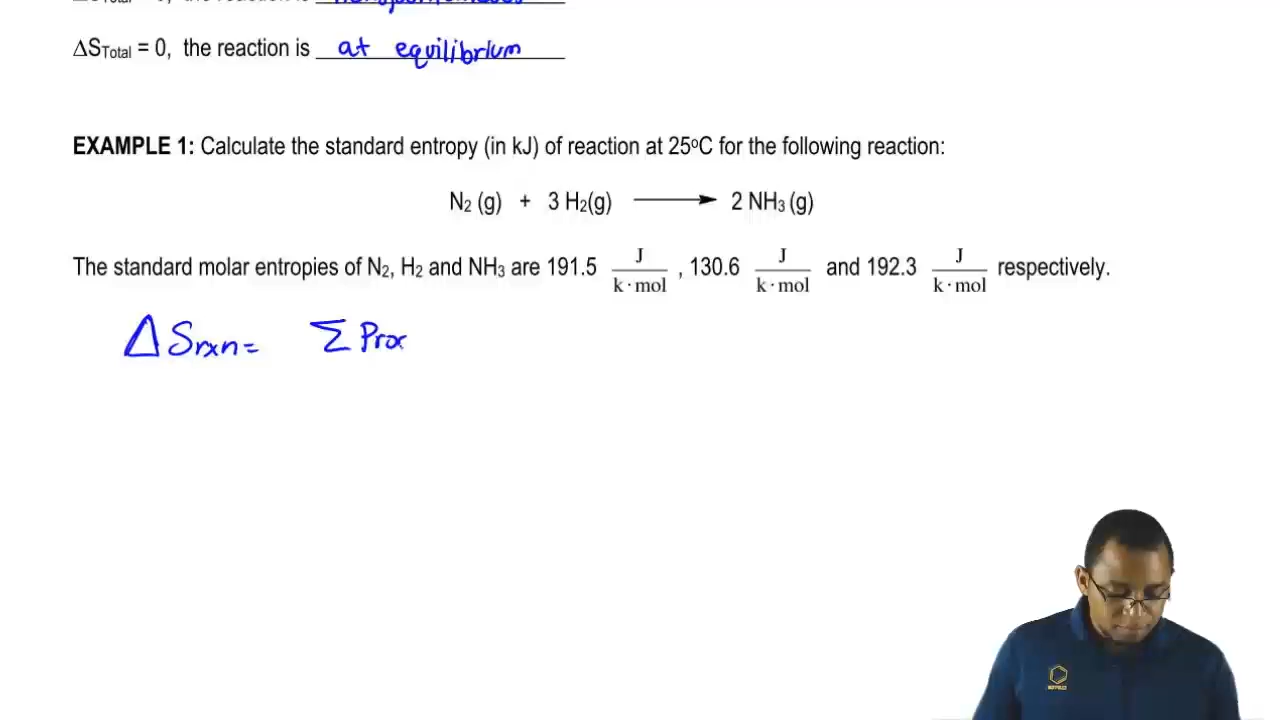 ΔSTotal = 0, the reaction is at equilibrium
EXAMPLE 1: Calculate the standard entropy (in kJ) of reaction at 25oC for the following reaction:
N2 (g) + 3 H2(g) → 2 NH3 (g)
The standard molar entropies of N2, H2 and NH3 are 191.5 J/k·mol , 130.6 J/k·mol and 192.3 J/k·mol respectively.
ΔSrxn= Σ Pro